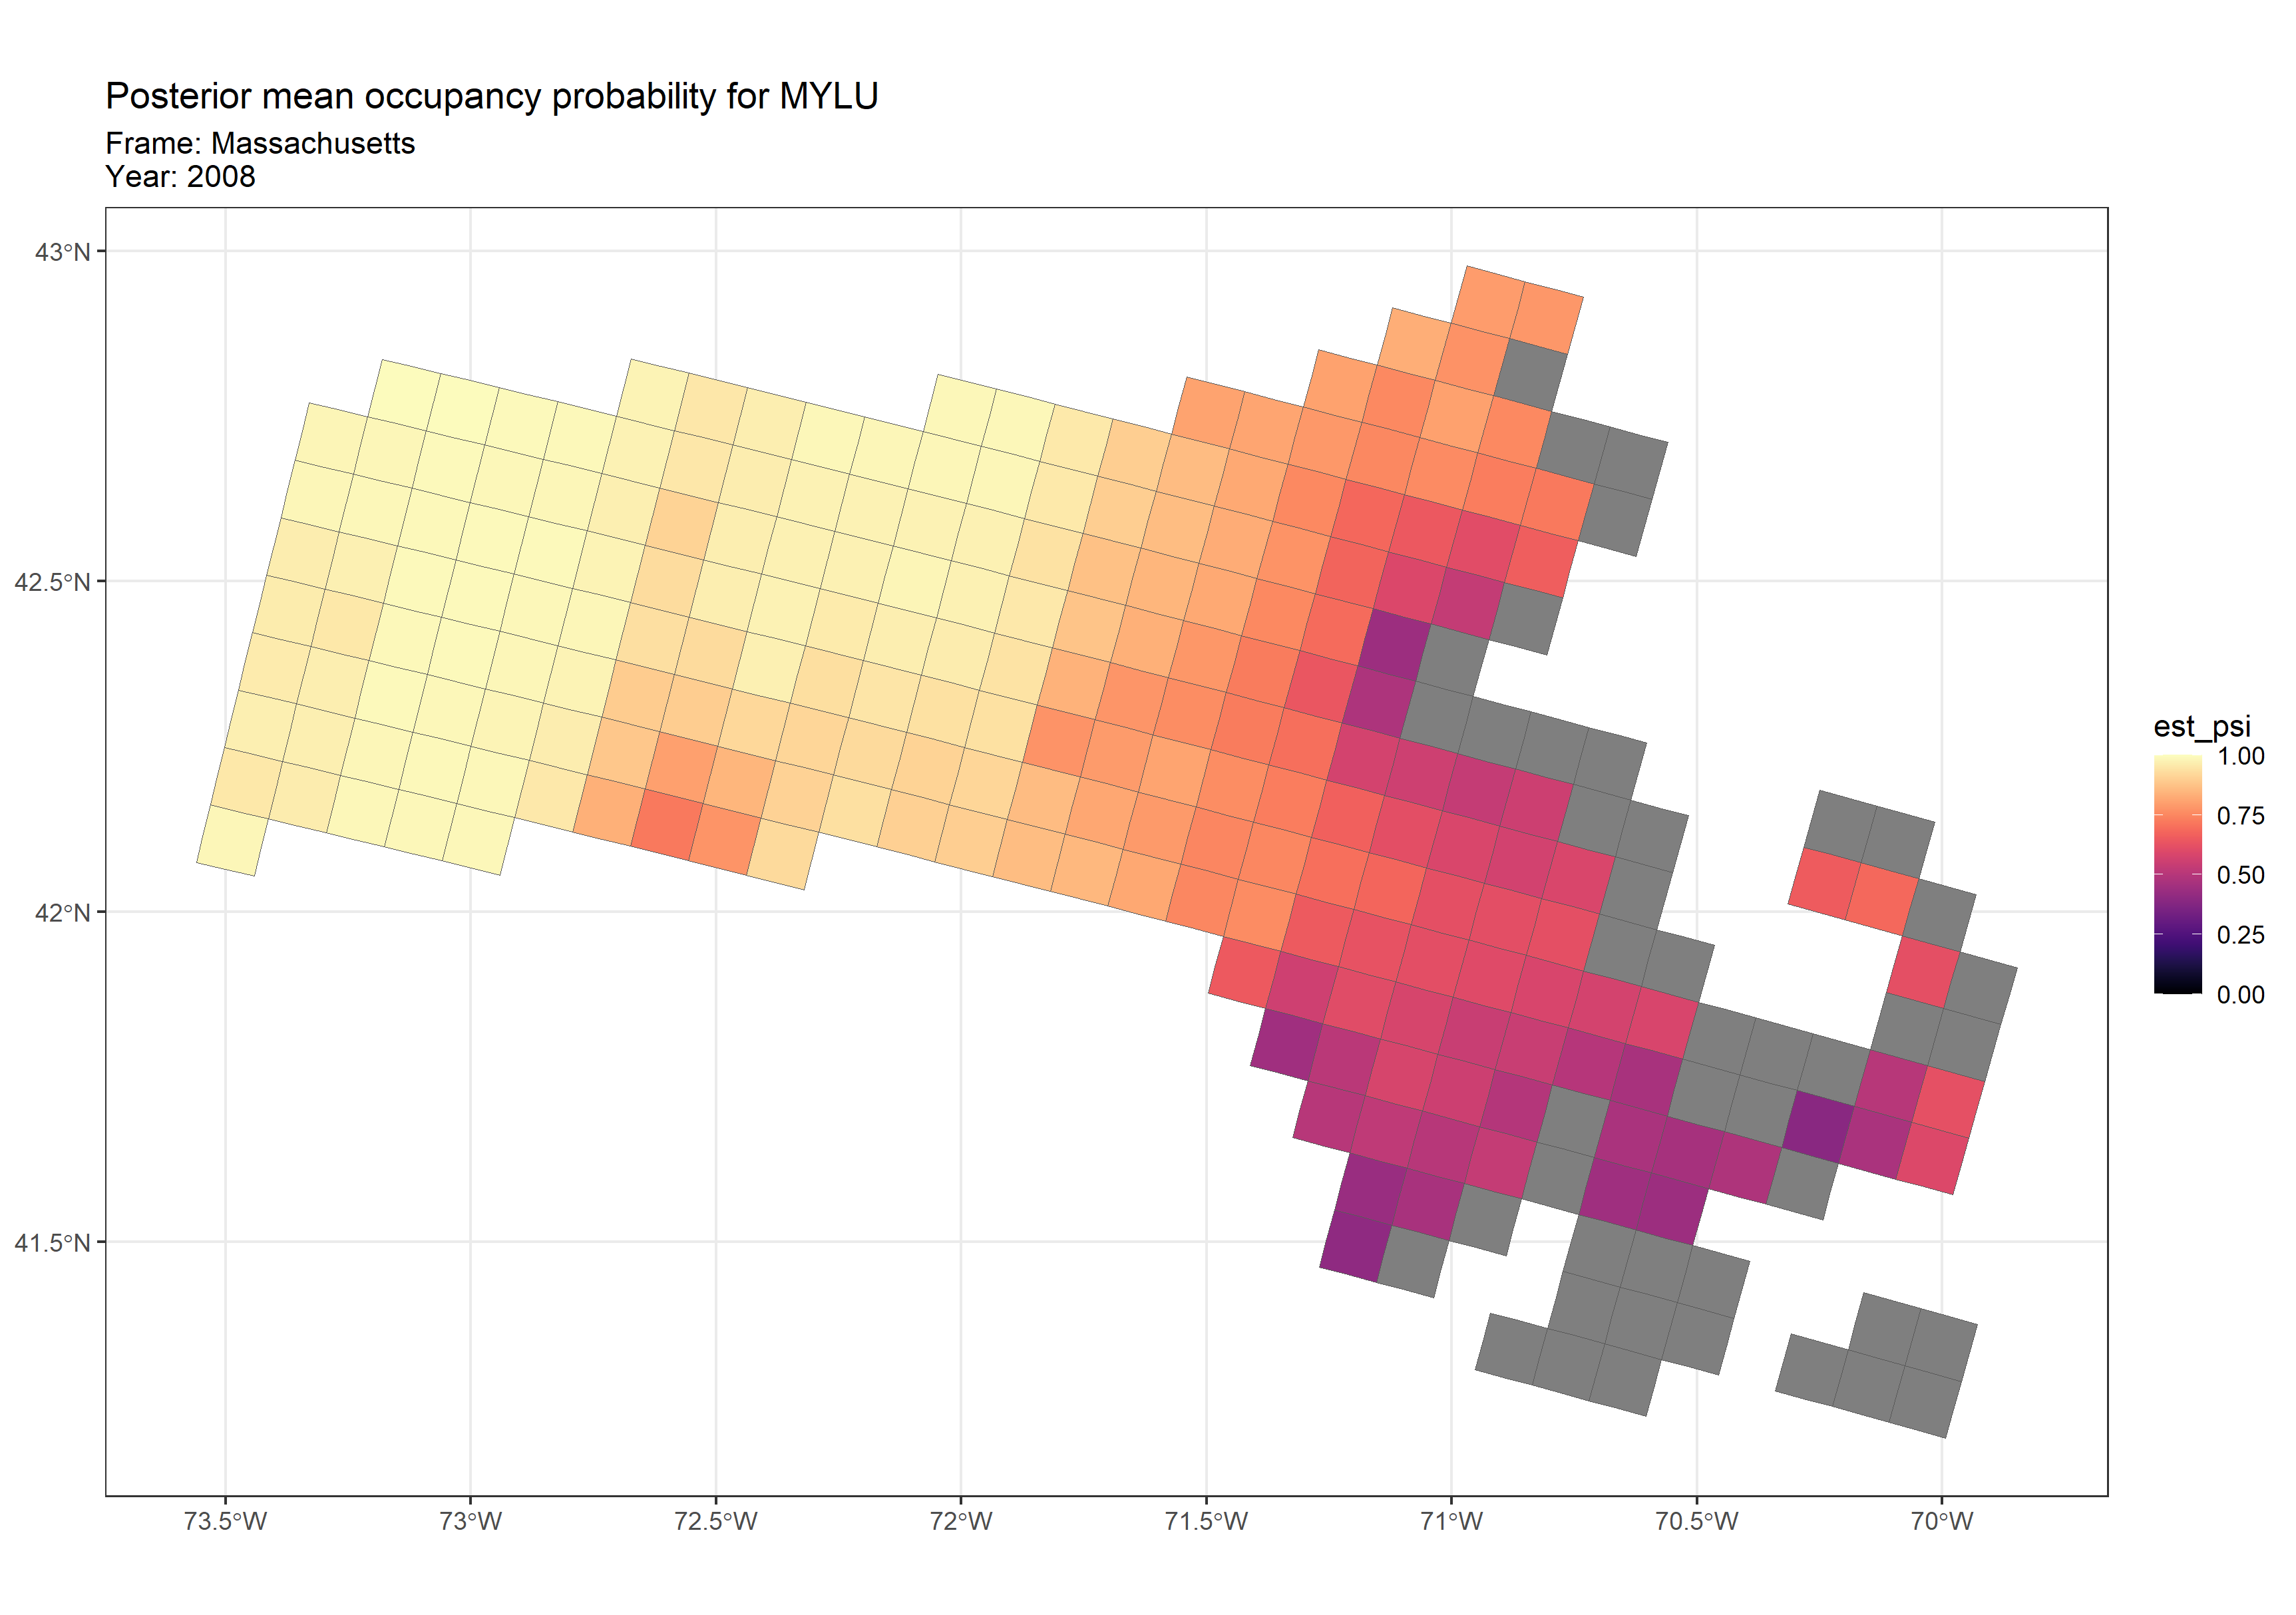 Posterior mean occupancy probability for MYLU
Frame: Massachusetts
Year: 2008
43°N
42.5°N
42°N
41.5°N
73.5°W
73°W
72.5°W
72°W
71.5°W
71°W
70.5°W
70°W
est_psi
1.00
0.75
0.50
0.25
0.00